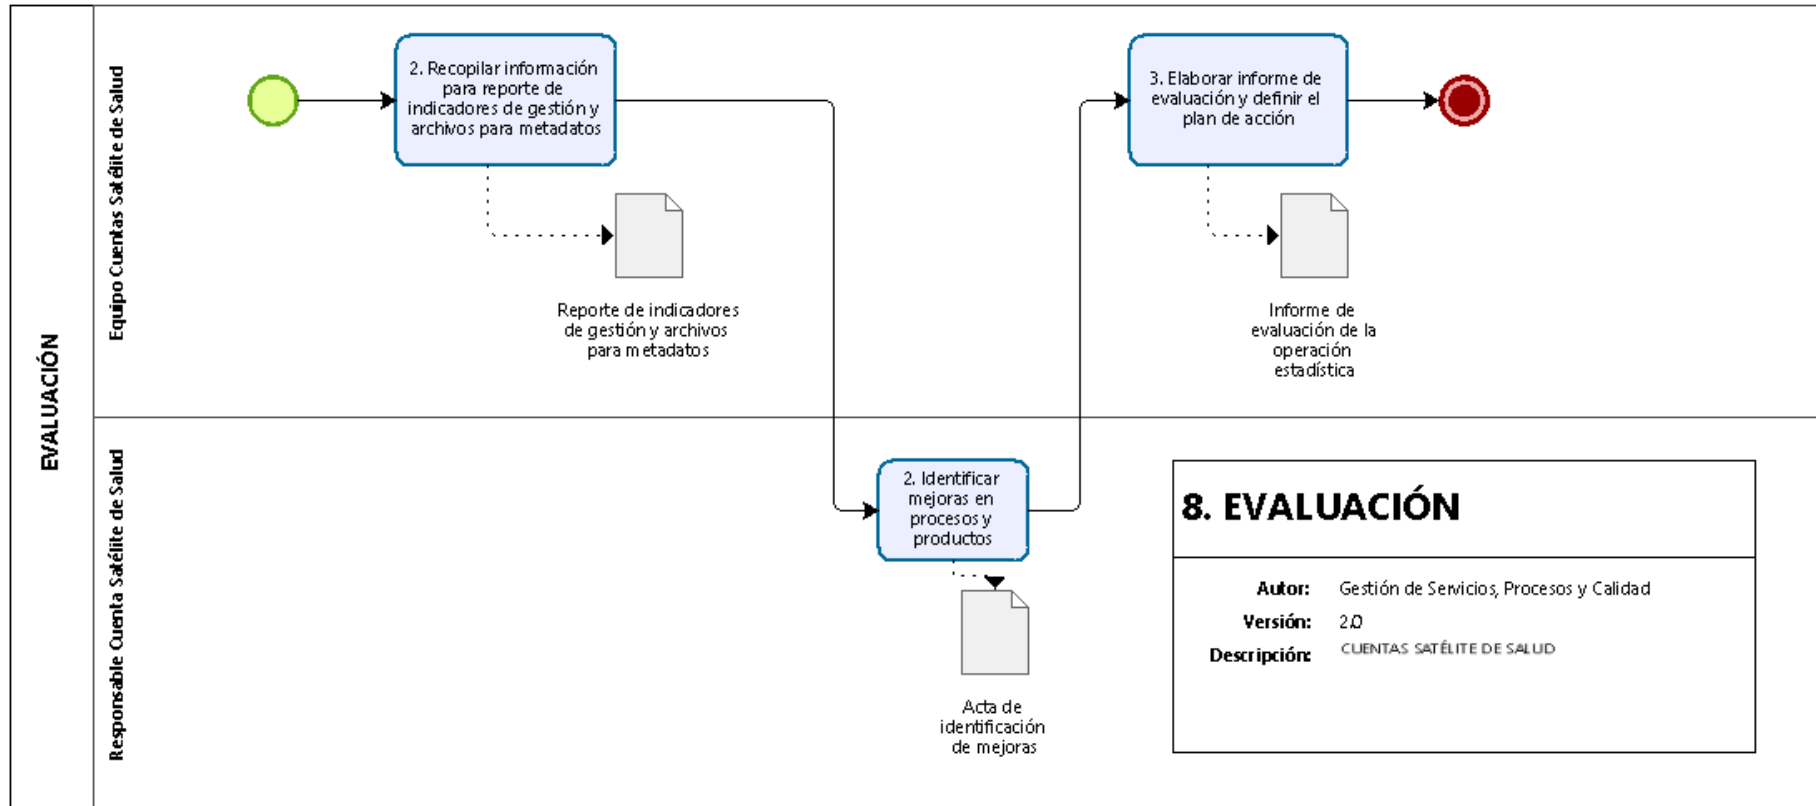 EVALUACIÓN
Equipo Cuentas Satélite de Salud
2. Recopilar información
para reporte de
indicadores de gestión y
archivos para metadatos
Reporte de indicadores
de gestión y archivos
para metadatos
3. Elaborar informe de
evaluación y definir el
plan de acción
Informe de
evaluación de la
operación
estadística
Responsable Cuenta Satélite de Salud
2. Identificar
mejoras en
procesos y
productos
Acta de
identificación
de mejoras
8. EVALUACIÓN
Autor: Gestión de Servicios, Procesos y Calidad
Versión: 2.0
Descripción: CUENTAS SATÉLITE DE SALUD